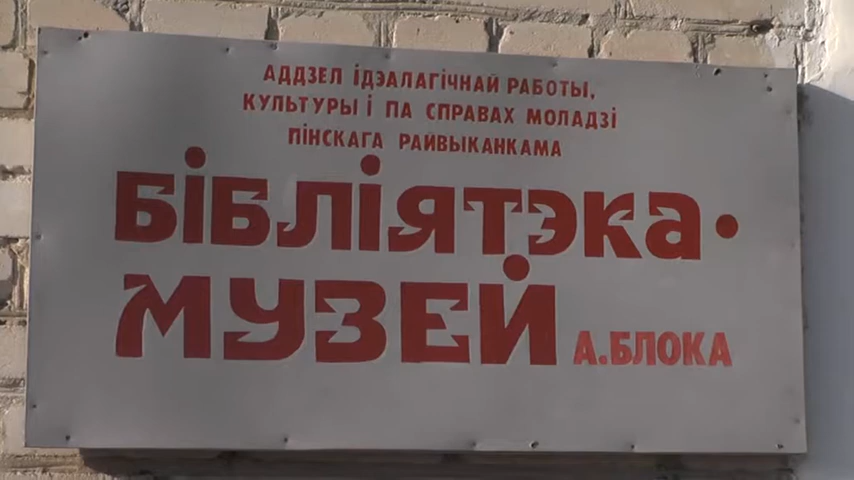 АДДЗЕЛ ІДЭАЛАГІЧНАЙ РАБОТЫ,
КУЛЬТУРЫ І ПА СПРАВАХ МОЛАДЗІ
ПІНСКАГА РАЙВЫКАНКАМА
БІБЛІЯТЭКА•
МУЗЕЙ А.БЛОКА